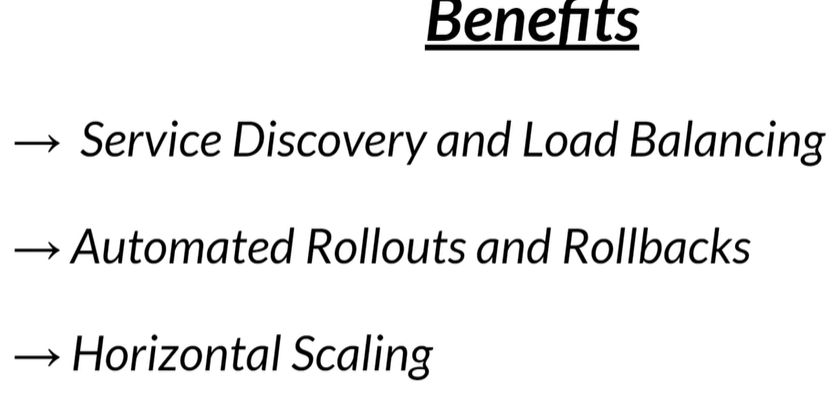 Benefits
→ Service Discovery and Load Balancing
→ Automated Rollouts and Rollbacks
→ Horizontal Scaling